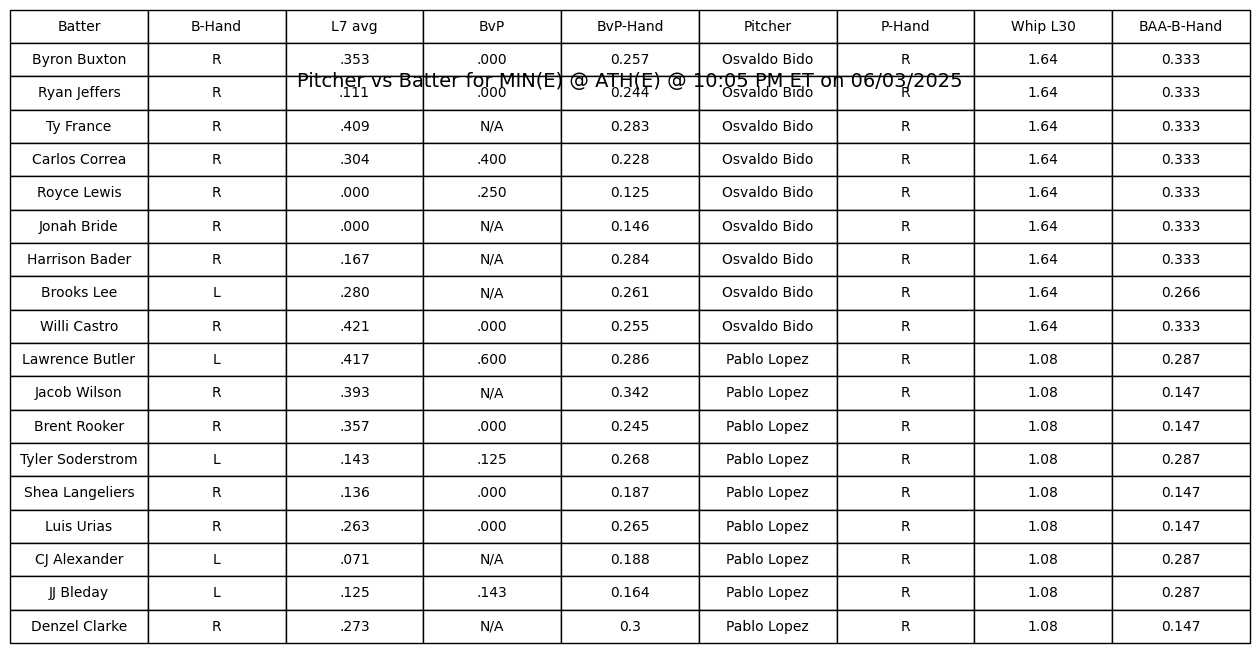 Batter B-Hand L7 avg BvP BvP-Hand Pitcher P-Hand Whip L30 BAA-B-Hand
Byron Buxton R .353 .000 0.257 Osvaldo Bido R 1.64 0.333
Pitcher vs Batter for MIN(E) @ ATH(E) @ 10:05 PM ET on 06/03/2025
Ryan Jeffers R .111 .000 0.244 Osvaldo Bido R 1.64 0.333
Ty France R .409 N/A 0.283 Osvaldo Bido R 1.64 0.333
Carlos Correa R .304 .400 0.228 Osvaldo Bido R 1.64 0.333
Royce Lewis R .000 .250 0.125 Osvaldo Bido R 1.64 0.333
Jonah Bride R .000 N/A 0.146 Osvaldo Bido R 1.64 0.333
Harrison Bader R .167 N/A 0.284 Osvaldo Bido R 1.64 0.333
Brooks Lee L .280 N/A 0.261 Osvaldo Bido R 1.64 0.266
Willi Castro R .421 .000 0.255 Osvaldo Bido R 1.64 0.333
Lawrence Butler L .417 .600 0.286 Pablo Lopez R 1.08 0.287
Jacob Wilson R .393 N/A 0.342 Pablo Lopez R 1.08 0.147
Brent Rooker R .357 .000 0.245 Pablo Lopez R 1.08 0.147
Tyler Soderstrom L .143 .125 0.268 Pablo Lopez R 1.08 0.287
Shea Langeliers R .136 .000 0.187 Pablo Lopez R 1.08 0.147
Luis Urias R .263 .000 0.265 Pablo Lopez R 1.08 0.147
CJ Alexander L .071 N/A 0.188 Pablo Lopez R 1.08 0.287
JJ Bleday L .125 .143 0.164 Pablo Lopez R 1.08 0.287
Denzel Clarke R .273 N/A 0.3 Pablo Lopez R 1.08 0.147